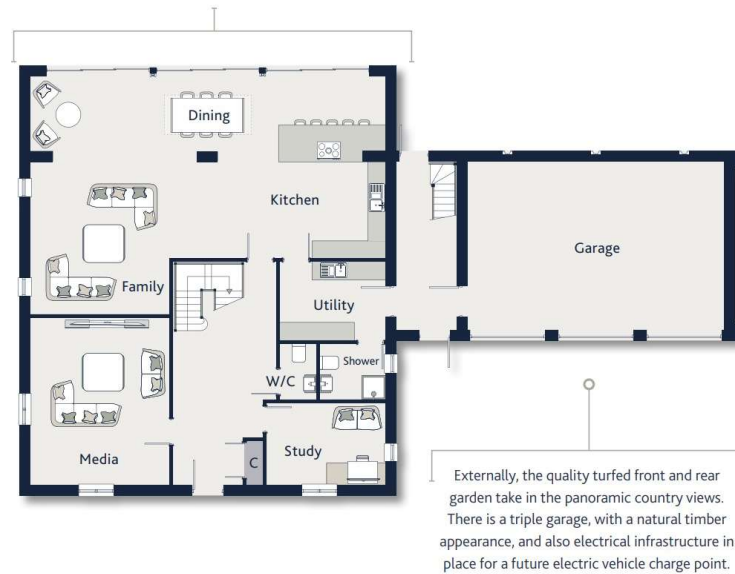 Dining
Kitchen
Garage
Family
Utility
Shower
W/C
Media
C
Study
Externally, the quality turfed front and rear
garden take in the panoramic country views.
There is a triple garage, with a natural timber
appearance, and also electrical infrastructure in
place for a future electric vehicle charge point.